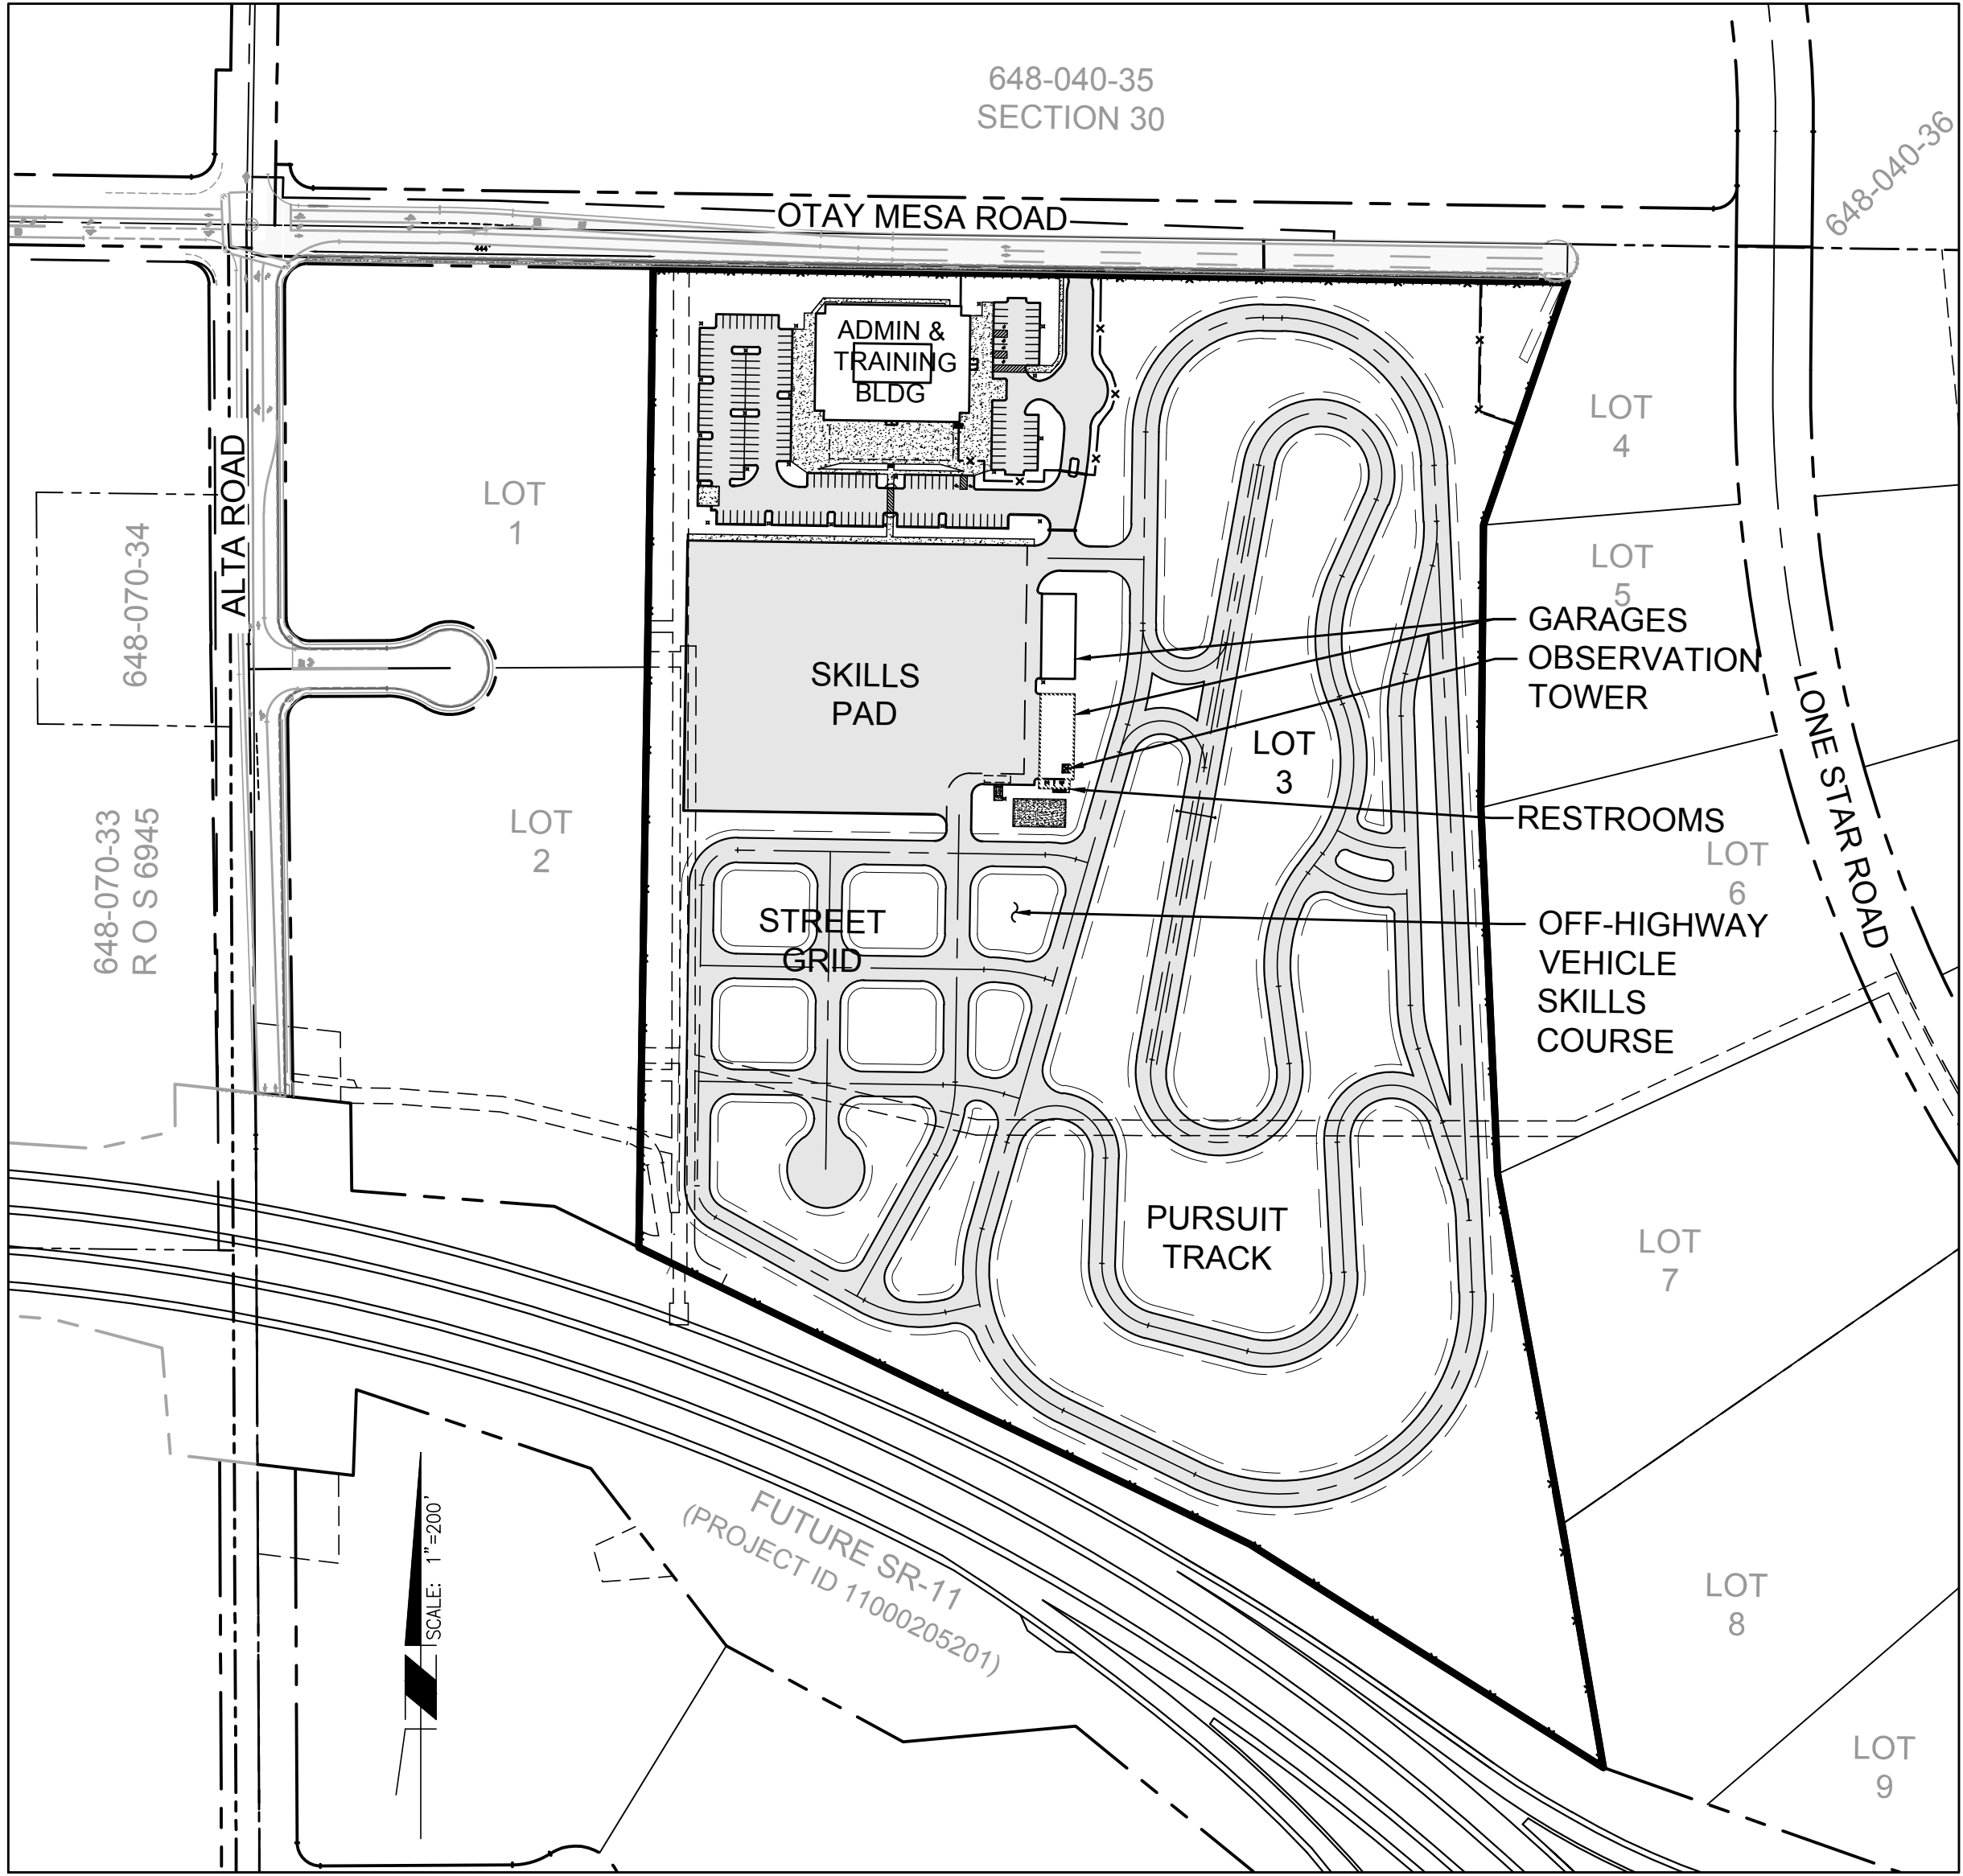 648-040-35
SECTION 30
648-040-36
OTAY MESA ROAD
444'
ADMIN &
TRAINING
BLDG
LOT
4
ALTA ROAD
LOT
1
648-070-34
LOT
5
GARAGES
OBSERVATION
TOWER
SKILLS
PAD
LOT
3
LONE STAR ROAD
RESTROOMS
LOT
2
LOT
6
648-070-33
R O S 6945
STREET
GRID
OFF-HIGHWAY
VEHICLE
SKILLS
COURSE
PURSUIT
TRACK
LOT
7
SCALE: 1"=200'
FUTURE SR-11
(PROJECT ID 11000205201)
LOT
8
LOT
9